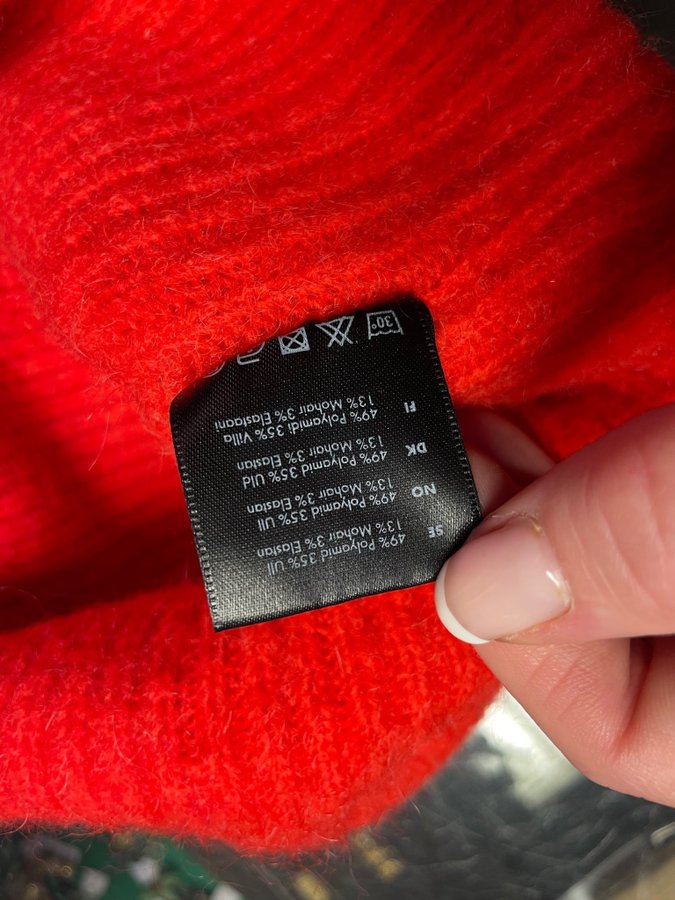 SE
49% Polyamid 35% Ull
13% Mohair 3% Elastan
NO
49% Polyamid 35% Ull
13% Mohair 3% Elastan
DK
49% Polyamid 35% Uld
13% Mohair 3% Elastan
FI
49% Polyamidi 35% Villa
13% Mohair 3% Elastaani
30°